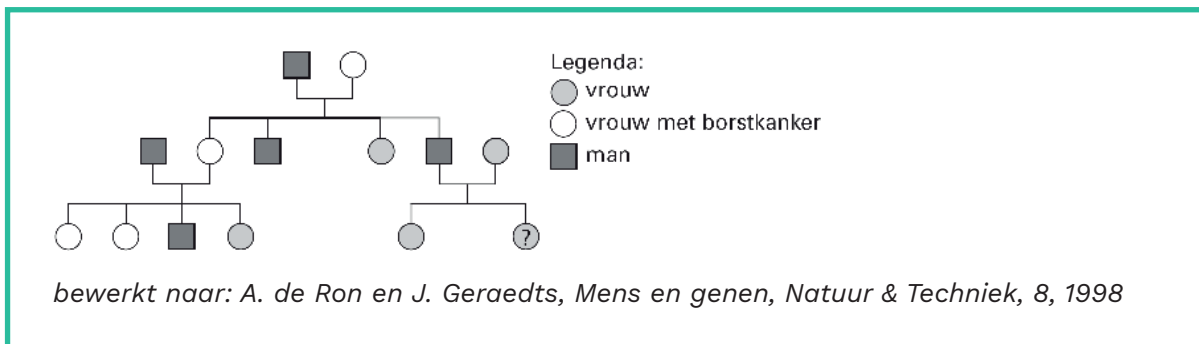 Legenda:
vrouw
vrouw met borstkanker
man
?
bewerkt naar: A. de Ron en J. Geraedts, Mens en genen, Natuur & Techniek, 8, 1998